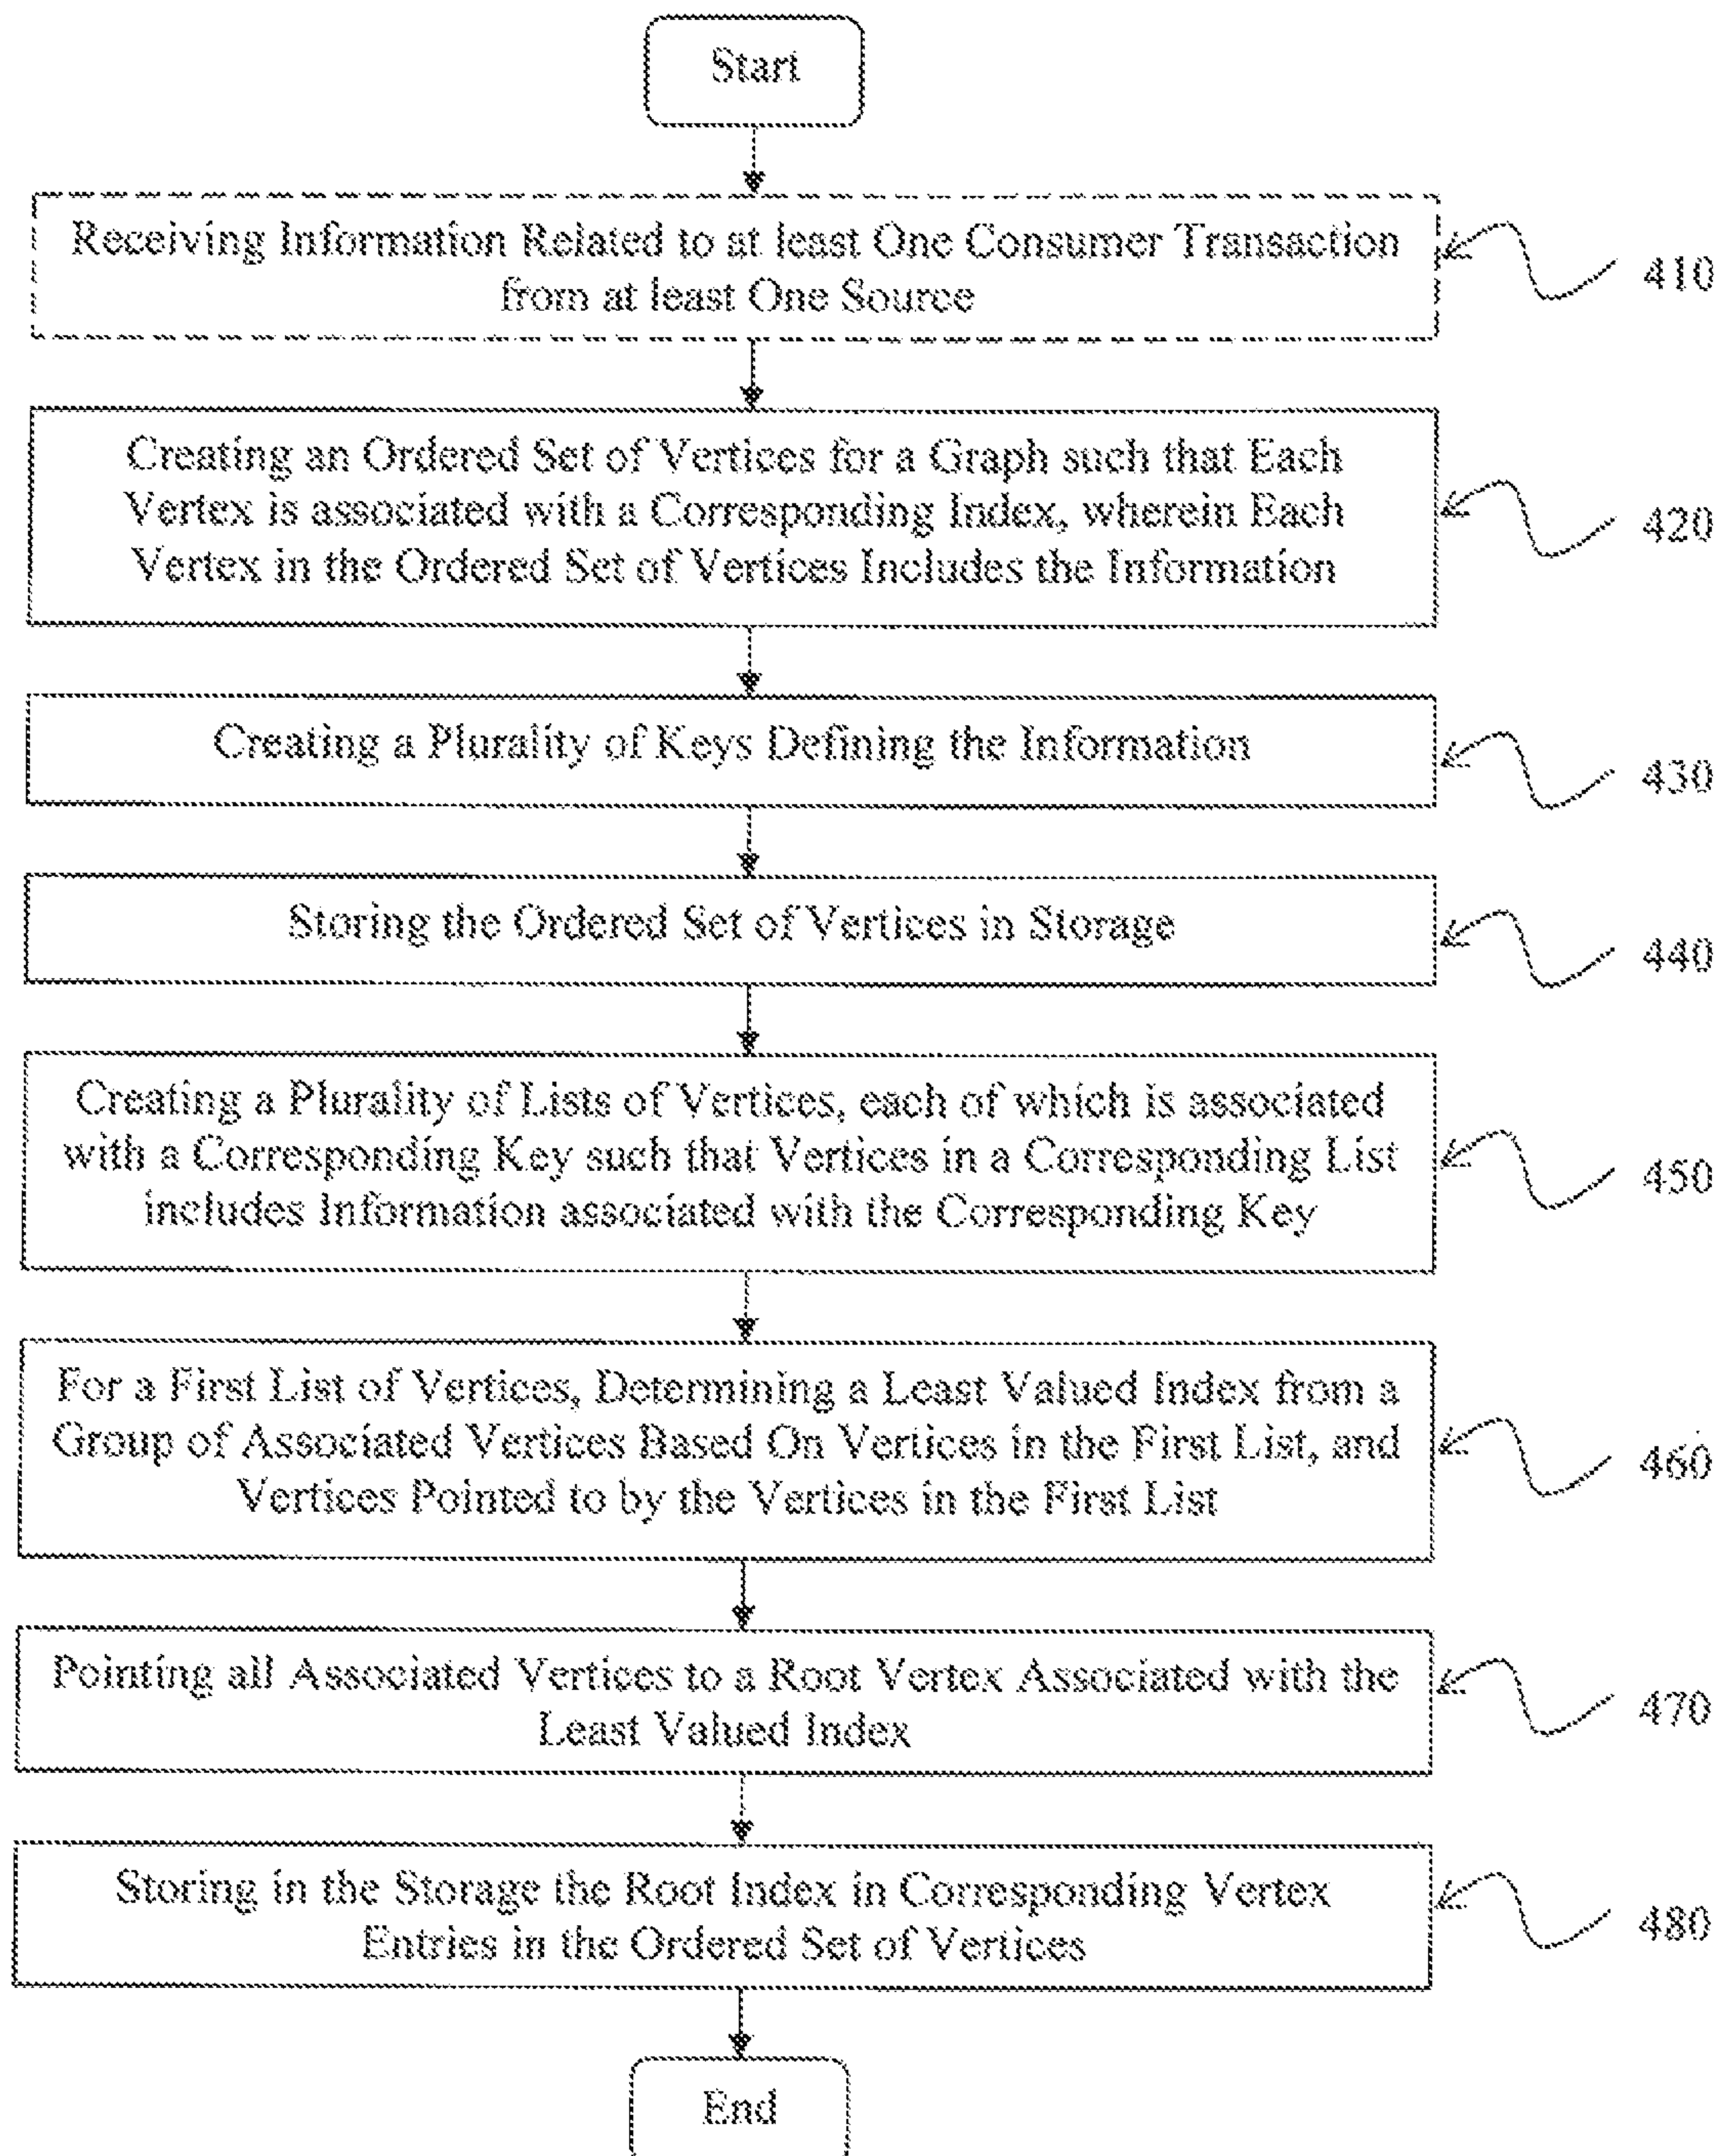 Start
Receiving Information Related to at least One Consumer Transaction
from at least One Source
410
Creating an Ordered Set of Vertices for a Graph such that Each
Vertex is associated with a Corresponding Index, wherein Each
Vertex in the Ordered Set of Vertices Includes the Information
420
Creating a Plurality of Keys Defining the Information
430
Storing the Ordered Set of Vertices in Storage
440
Creating a Plurality of Lists of Vertices, each of which is associated
with a Corresponding Key such that Vertices in a Corresponding List
includes Information associated with the Corresponding Key
450
For a First List of Vertices, Determining a Least Valued Index from a
Group of Associated Vertices Based On Vertices in the First List, and
Vertices Pointed to by the Vertices in the First List
460
Pointing all Associated Vertices to a Root Vertex Associated with the
Least Valued Index
470
Storing in the Storage the Root Index in Corresponding Vertex
Entries in the Ordered Set of Vertices
480
End